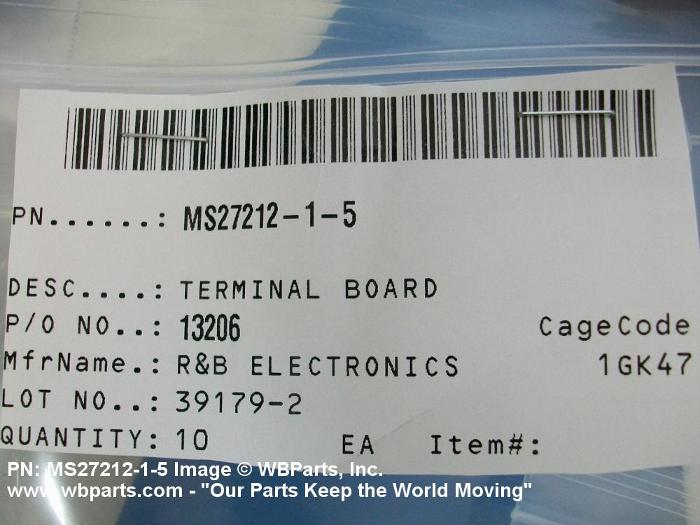 PN......: MS27212-1-5
DESC....: TERMINAL BOARD
P/O NO..: 13206 CageCode
MfrName.: R&B ELECTRONICS 1GK47
LOT NO..: 39179-2
QUANTITY: 10 EA Item#:
PN: MS27212-1-5 Image © WBParts, Inc.
www.wbparts.com - "Our Parts Keep the World Moving"